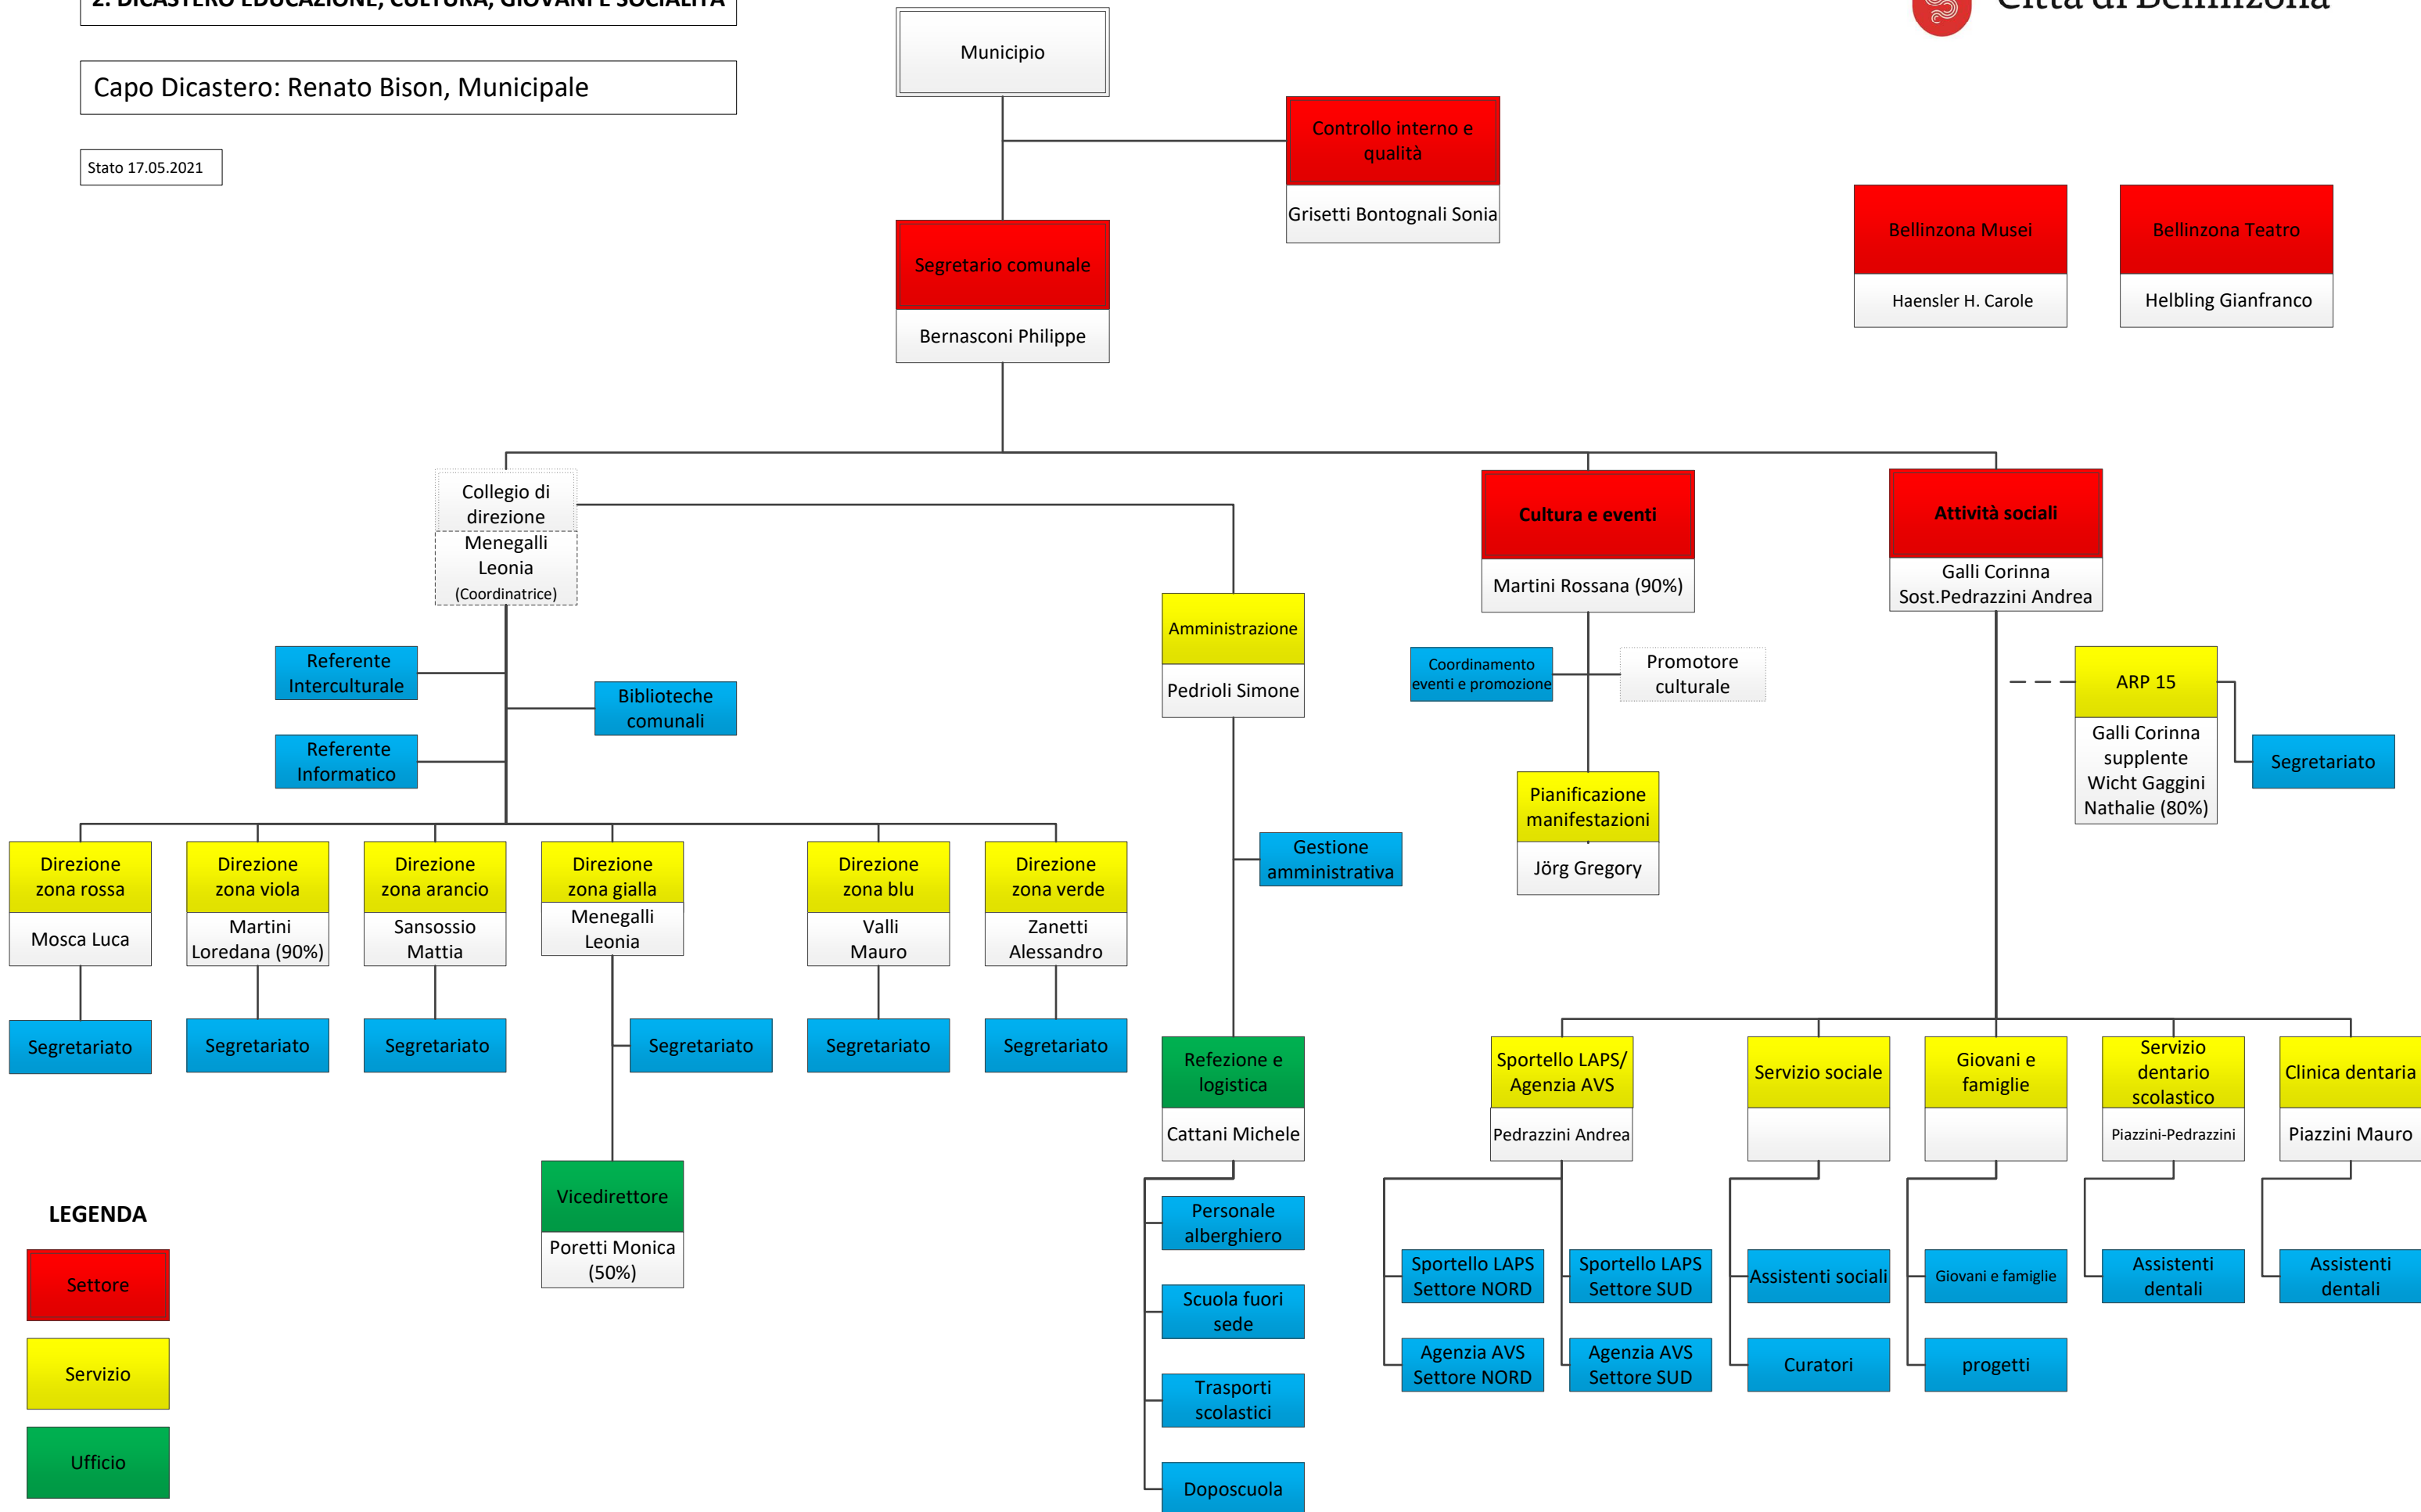 2. DICASTERO EDUCAZIONE, CULTURA, GIOVANI E SOCIALITÀ
Città di Bellinzona
Capo Dicastero: Renato Bison, Municipale
Stato 17.05.2021
Municipio
Controllo interno e
qualità
Grisetti Bontognali Sonia
Bellinzona Musei
Haensler H. Carole
Bellinzona Teatro
Helbling Gianfranco
Segretario comunale
Bernasconi Philippe
Collegio di
direzione
Menegalli
Leonia
(Coordinatrice)
Cultura e eventi
Martini Rossana (90%)
Attività sociali
Galli Corinna
Sost.Pedrazzini Andrea
Amministrazione
Pedrioli Simone
Referente
Interculturale
Biblioteche
comunali
Referente
Informatico
Coordinamento
eventi e promozione
Promotore
culturale
ARP 15
Galli Corinna
supplente
Wicht Gaggini
Nathalie (80%)
Segretariato
Pianificazione
manifestazioni
Jörg Gregory
Gestione
amministrativa
Direzione
zona rossa
Mosca Luca
Direzione
zona viola
Martini
Loredana (90%)
Direzione
zona arancio
Sansossio
Mattia
Direzione
zona gialla
Menegalli
Leonia
Direzione
zona blu
Valli
Mauro
Direzione
zona verde
Zanetti
Alessandro
Segretariato
Segretariato
Segretariato
Segretariato
Segretariato
Segretariato
Refezione e
logistica
Cattani Michele
Sportello LAPS/
Agenzia AVS
Pedrazzini Andrea
Servizio sociale
Giovani e
famiglie
Servizio
dentario
scolastico
Piazzini-Pedrazzini
Clinica dentaria
Piazzini Mauro
Vicedirettore
Poretti Monica
(50%)
Personale
alberghiero
Scuola fuori
sede
Trasporti
scolastici
Doposcuola
Sportello LAPS
Settore NORD
Sportello LAPS
Settore SUD
Assistenti sociali
Giovani e famiglie
Assistenti
dentali
Assistenti
dentali
Agenzia AVS
Settore NORD
Agenzia AVS
Settore SUD
Curatori
progetti
LEGENDA
Settore
Servizio
Ufficio